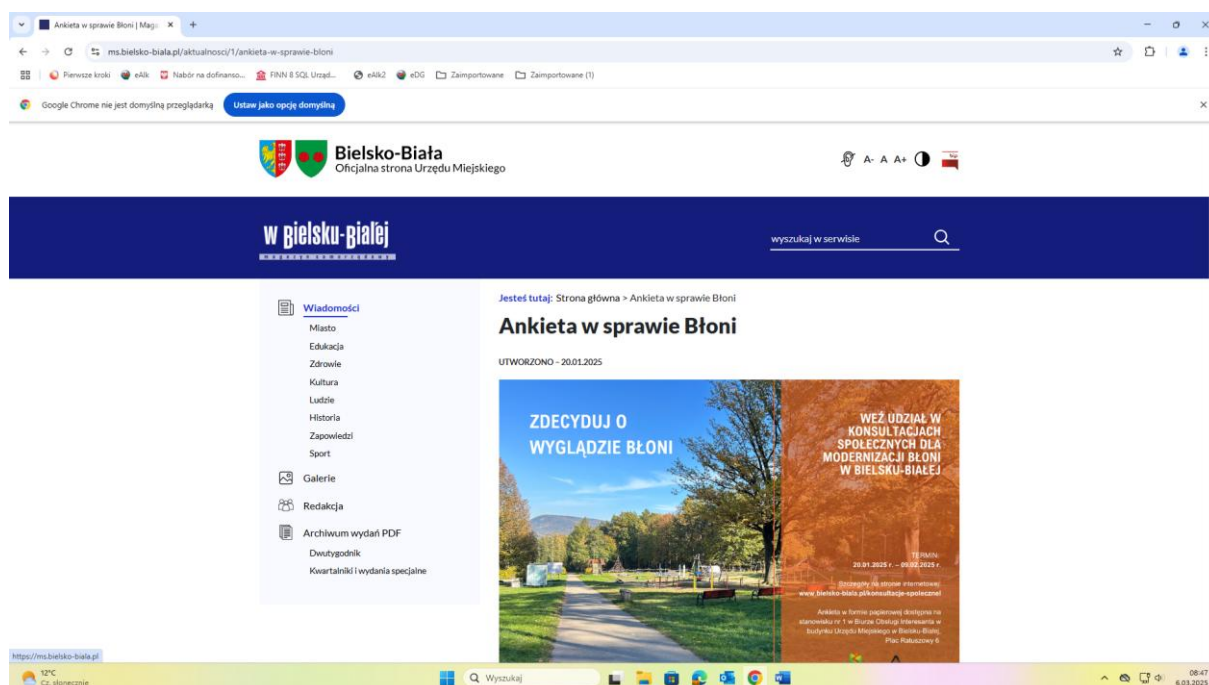 Ankieta w sprawie Błoni | Maga
ms.bielsko-biala.pl/aktualnosci/1/ankieta-w-sprawie-bloni
Pierwsze kroki eAlk Nabór na dofinanso... FINN 8 SQL Urząd... eAlk2 eDG Zaimportowane Zaimportowane (1)
Google Chrome nie jest domyślną przeglądarką Ustaw jako opcję domyślną
Bielsko-Biała
Oficjalna strona Urzędu Miejskiego
A- A A+
w Bielsku-Białej
magazyn samorządowy
wyszukaj w serwisie
Wiadomości
Miasto
Edukacja
Zdrowie
Kultura
Ludzie
Historia
Zapowiedzi
Sport
Galerie
Redakcja
Archiwum wydań PDF
Dwutygodnik
Kwartalniki i wydania specjalne
Jesteś tutaj: Strona główna > Ankieta w sprawie Błoni
Ankieta w sprawie Błoni
UTWORZONO - 20.01.2025
ZDECYDUJ O
WYGLĄDZIE BŁONI
WEŹ UDZIAŁ W
KONSULTACJACH
SPOŁECZNYCH DLA
MODERNIZACJI BŁONI
W BIELSKU-BIAŁEJ
TERMIN:
20.01.2025 r. – 09.02.2025 r.
Szczegóły na stronie internetowej:
www.bielsko-biala.pl/konsultacje-spoleczne/
Ankieta w formie papierowej dostępna na
stanowisku nr 1 w Biurze Obsługi Interesanta w
budynku Urzędu Miejskiego w Bielsku-Białej,
Plac Ratuszowy 6.
https://ms.bielsko-biala.pl
12°C
Cz. słonecznie
Wyszukaj
08:47
6.03.2025